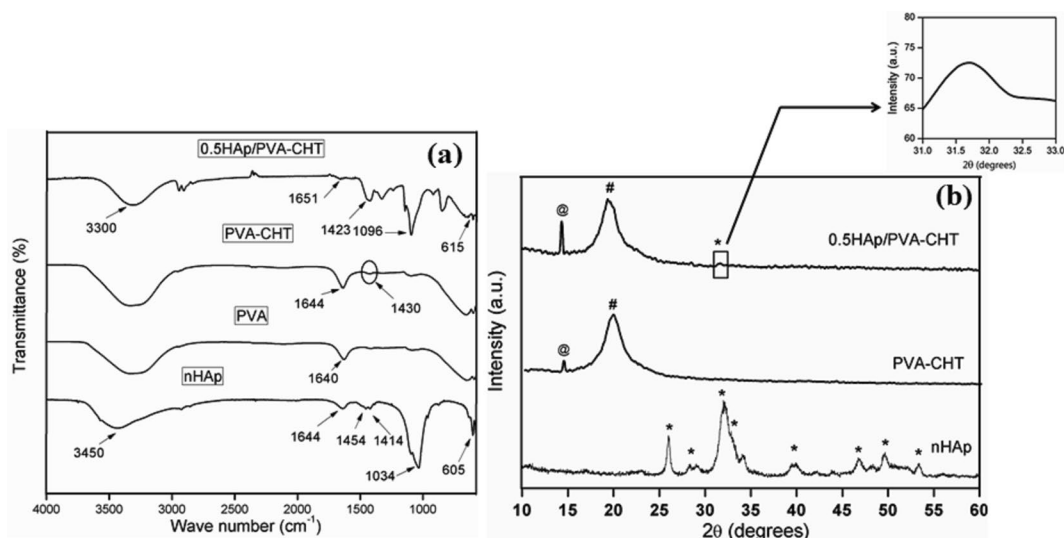 80
75
70
65
60
Intensity (a.u.)
31.0 31.5 32.0 32.5 33.0
2θ (degrees)
(a)
0.5HAp/PVA-CHT
3300
1651
1423
1096
615
PVA-CHT
1644
1430
PVA
1640
nHAp
3450
1644
1454
1414
1034
605
Transmittance (%)
4000 3000 2000 1000
Wave number (cm⁻¹)
(b)
@
#
*
0.5HAp/PVA-CHT
@
#
PVA-CHT
* * * * * * * *
nHAp
Intensity (a.u.)
10 15 20 25 30 35 40 45 50 55 60
2θ (degrees)